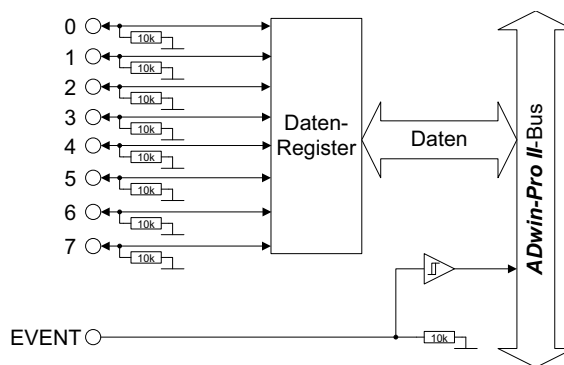 0
10k
1
10k
2
10k
3
10k
4
10k
5
10k
6
10k
7
10k
Daten-
Register
Daten
ADwin-Pro II-Bus
EVENT
10k